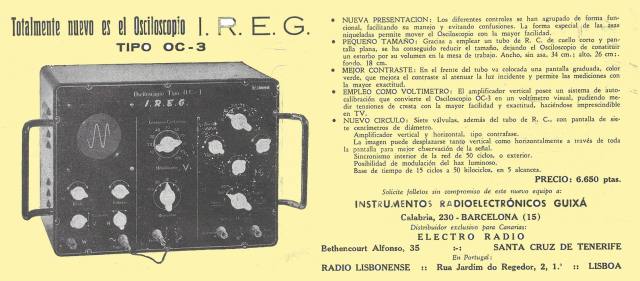 Totalmente nuevo es el Osciloscopio I. R. E. G.
TIPO OC-3
Osciloscopio Tipo OC-3
I.R.E.G.
• NUEVA PRESENTACION: Los diferentes controles se han agrupado de forma fun-
cional, facilitando su manejo y evitando confusiones. La forma especial de las asas
niqueladas permite mover el Osciloscopio con la mayor facilidad.
• PEQUEÑO TAMAÑO: Gracias a emplear un tubo de R. C. de cuello corto y pan-
talla plana, se ha conseguido reducir el tamaño, dejando el Osciloscopio de constituir
un estorbo por su volumen en la mesa de trabajo. Ancho, sin asa, 34 cm.; alto, 26 cm.;
fondo, 18 cm.
• MEJOR CONTRASTE: En el frente del tubo va colocada una pantalla graduada, color
verde, que mejora el contraste al atenuar la luz incidente y permite las mediciones con
la mayor exactitud.
• EMPLEO COMO VOLTIMETRO: El amplificador vertical posee un sistema de auto-
calibración que convierte el Osciloscopio OC-3 en un voltímetro visual, pudiendo me-
dir tensiones de cresta con la mayor facilidad y exactitud, haciéndose imprescindible
en TV.
• NUEVO CIRCULO: Siete válvulas, además del tubo de R. C., con pantalla de sie-
te centímetros de diámetro.
Amplificador vertical y horizontal, tipo contrafase.
La imagen puede desplazarse tanto vertical como horizontalmente a través de toda
la pantalla para mejor observación de la señal.
Sincronismo interior de la red de 50 ciclos, o exterior.
Posibilidad de modulación del haz luminoso.
Base de tiempo de 15 ciclos a 50 kilociclos, en 5 alcances.
PRECIO: 6.650 ptas.
Solicite folletos sin compromiso de este nuevo equipo a:
INSTRUMENTOS RADIOELECTRÓNICOS GUIXÁ
Calabria, 230 - BARCELONA (15)
Distribuidor exclusivo para Canarias:
ELECTRO RADIO
Bethencourt Alfonso, 35 :-: SANTA CRUZ DE TENERIFE
En Portugal:
RADIO LISBONENSE :: Rua Jardim do Regedor, 2, 1.° :: LISBOA